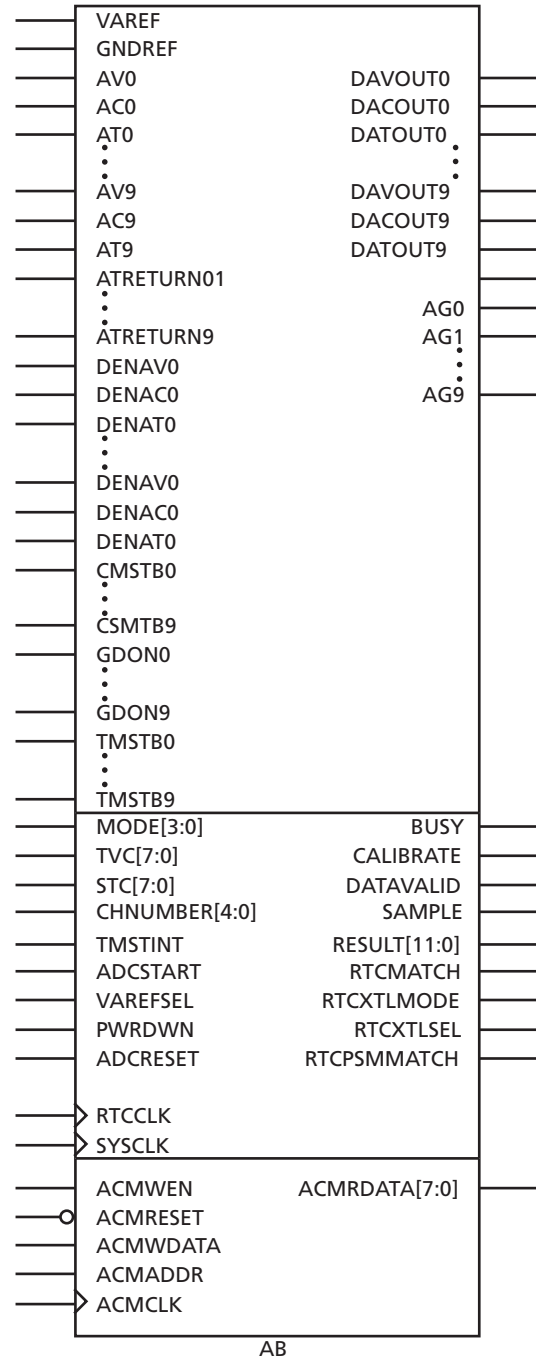 VAREF
GNDREF
AV0 DAVOUT0
AC0 DACOUT0
AT0 DATOUT0
AV9 DAVOUT9
AC9 DACOUT9
AT9 DATOUT9
ATRETURN01
AG0
ATRETURN9 AG1
DENAV0
DENAC0 AG9
DENAT0
DENAV0
DENAC0
DENAT0
CMSTB0
CSMTB9
GDON0
GDON9
TMSTB0
TMSTB9
MODE[3:0] BUSY
TVC[7:0] CALIBRATE
STC[7:0] DATAVALID
CHNUMBER[4:0] SAMPLE
TMSTINT RESULT[11:0]
ADCSTART RTCMATCH
VAREFSEL RTCXTLMODE
PWRDWN RTCXTLSEL
ADCRESET RTCPSMMATCH
RTCCLK
SYSCLK
ACMWEN ACMRDATA[7:0]
ACMRESET
ACMWDATA
ACMADDR
ACMCLK
AB